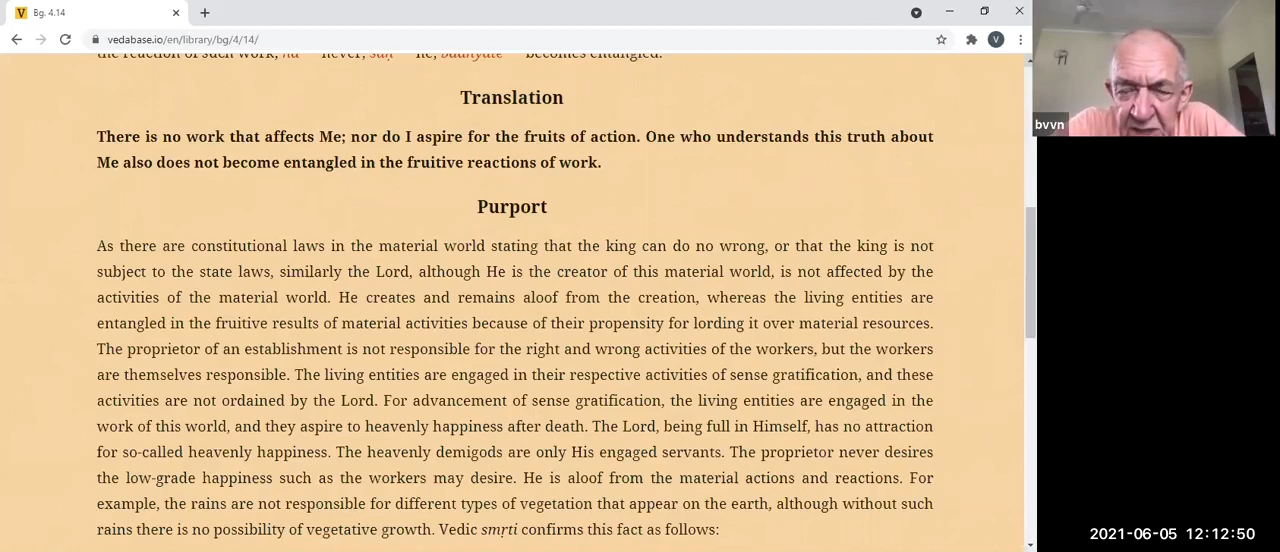 Bg. 4.14
vedabase.io/en/library/bg/4/14/
V
the reaction of such work; na — never; saḥ — he; badhyate — becomes entangled.
Translation
There is no work that affects Me; nor do I aspire for the fruits of action. One who understands this truth about
Me also does not become entangled in the fruitive reactions of work.
Purport
As there are constitutional laws in the material world stating that the king can do no wrong, or that the king is not
subject to the state laws, similarly the Lord, although He is the creator of this material world, is not affected by the
activities of the material world. He creates and remains aloof from the creation, whereas the living entities are
entangled in the fruitive results of material activities because of their propensity for lording it over material resources.
The proprietor of an establishment is not responsible for the right and wrong activities of the workers, but the workers
are themselves responsible. The living entities are engaged in their respective activities of sense gratification, and these
activities are not ordained by the Lord. For advancement of sense gratification, the living entities are engaged in the
work of this world, and they aspire to heavenly happiness after death. The Lord, being full in Himself, has no attraction
for so-called heavenly happiness. The heavenly demigods are only His engaged servants. The proprietor never desires
the low-grade happiness such as the workers may desire. He is aloof from the material actions and reactions. For
example, the rains are not responsible for different types of vegetation that appear on the earth, although without such
rains there is no possibility of vegetative growth. Vedic smṛti confirms this fact as follows:
bvvn
2021-06-05 12:12:50